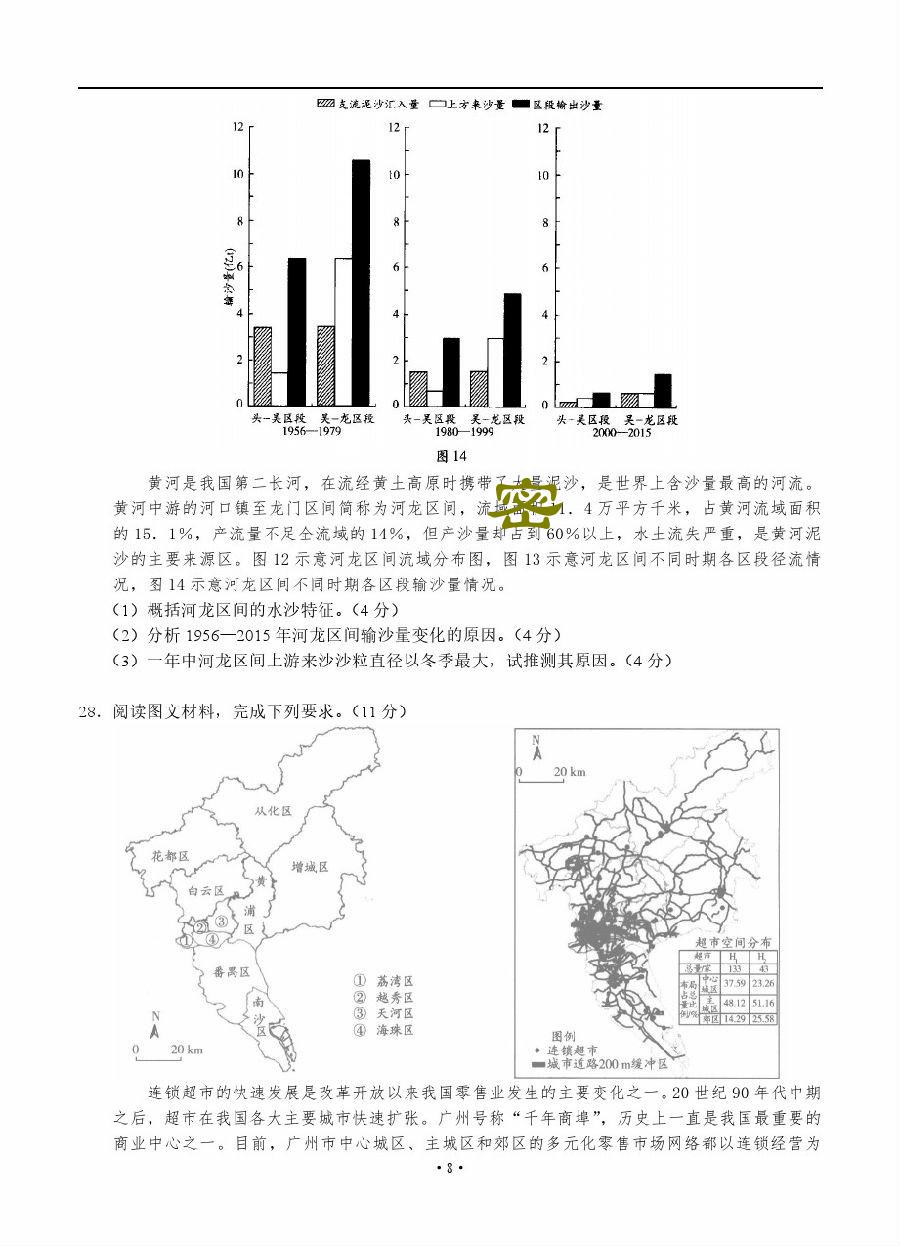 支流泥沙汇入量 上方来沙量 区段输出沙量
12 10 8 6 4 2 0
输沙量(亿t)
头-吴区段 吴-龙区段
1956—1979
12 10 8 6 4 2 0
头-吴区段 吴-龙区段
1980—1999
12 10 8 6 4 2 0
头-吴区段 吴-龙区段
2000—2015
图14
黄河是我国第二长河，在流经黄土高原时携带了大量泥沙，是世界上含沙量最高的河流。
黄河中游的河口镇至龙门区间简称为河龙区间，流域面积11．4万平方千米，占黄河流域面积
的15．1%，产流量不足全流域的14%，但产沙量却占到60%以上，水土流失严重，是黄河泥
沙的主要来源区。图12示意河龙区间流域分布图，图13示意河龙区间不同时期各区段径流情
况，图14示意河龙区间不同时期各区段输沙量情况。
密
（1）概括河龙区间的水沙特征。（4分）
（2）分析1956—2015年河龙区间输沙量变化的原因。（4分）
（3）一年中河龙区间上游来沙沙粒直径以冬季最大，试推测其原因。（4分）
28．阅读图文材料，完成下列要求。（11分）
从化区
花都区
增城区
白云区
黄埔区
① ② ③ ④
番禺区
南沙区
① 荔湾区
② 越秀区
③ 天河区
④ 海珠区
N
0 20 km
N
0 20 km
超市空间分布
超市 H1 H2
总量/家 133 43
布局占总量比例/%
中心城区 37.59 23.26
主城区 48.12 51.16
郊区 14.29 25.58
图例
连锁超市
城市道路200 m缓冲区
连锁超市的快速发展是改革开放以来我国零售业发生的主要变化之一。20世纪90年代中期
之后，超市在我国各大主要城市快速扩张。广州号称“千年商埠”，历史上一直是我国最重要的
商业中心之一。目前，广州市中心城区、主城区和郊区的多元化零售市场网络都以连锁经营为
·8·